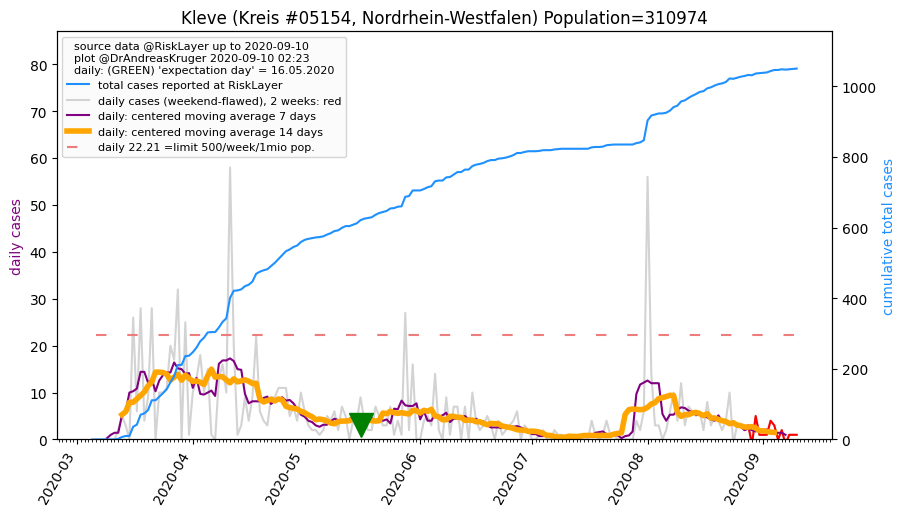 Kleve (Kreis #05154, Nordrhein-Westfalen) Population=310974
source data @RiskLayer up to 2020-09-10
plot @DrAndreasKruger 2020-09-10 02:23
daily: (GREEN) 'expectation day' = 16.05.2020
total cases reported at RiskLayer
daily cases (weekend-flawed), 2 weeks: red
daily: centered moving average 7 days
daily: centered moving average 14 days
daily 22.21 =limit 500/week/1mio pop.
daily cases
80
70
60
50
40
30
20
10
0
cumulative total cases
1000
800
600
400
200
0
2020-03
2020-04
2020-05
2020-06
2020-07
2020-08
2020-09